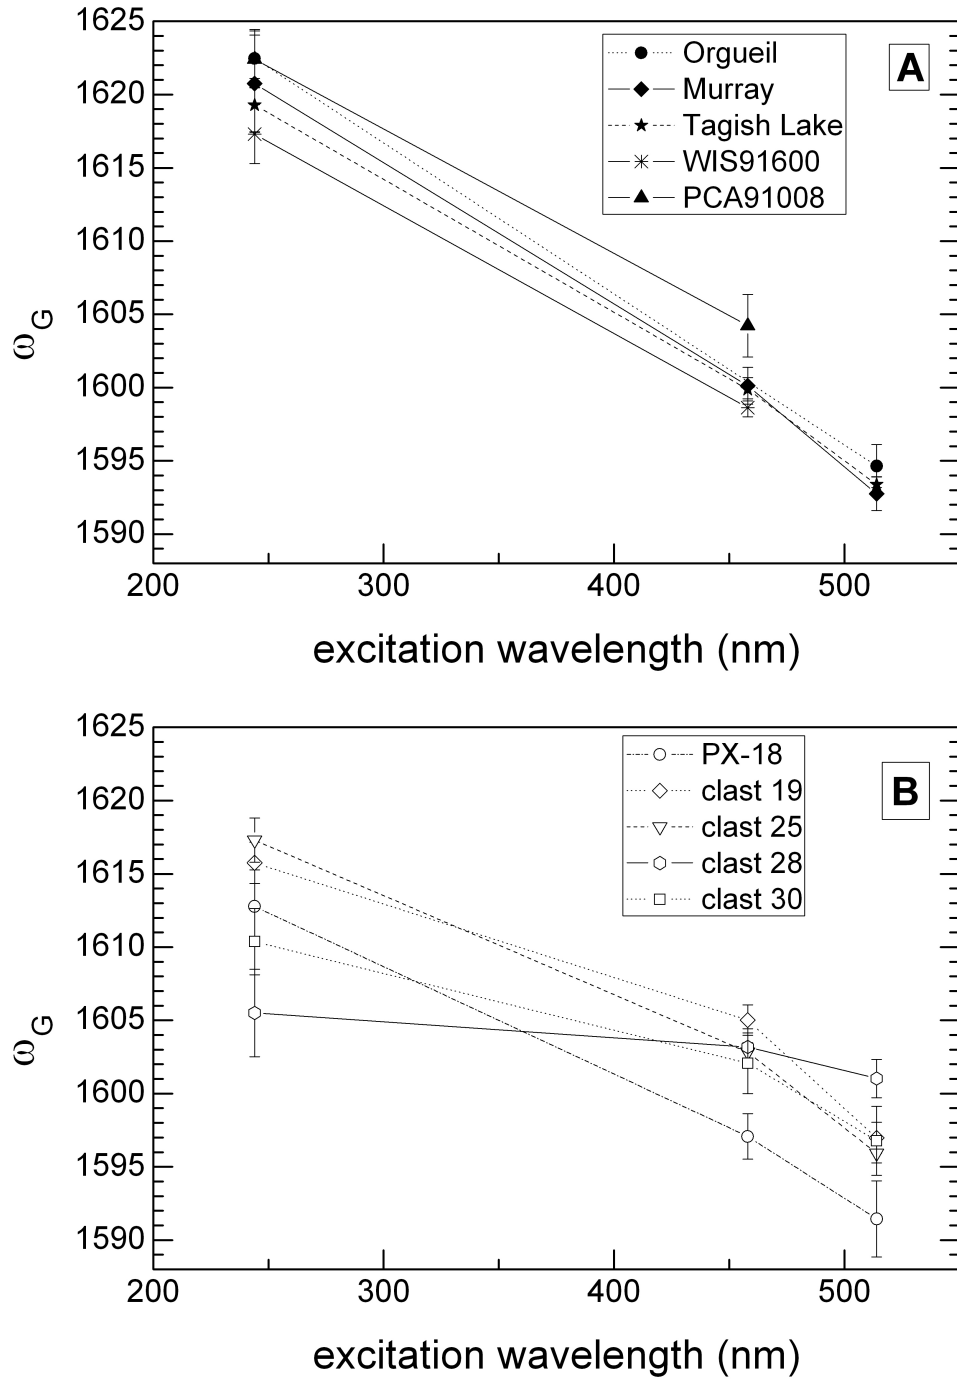 1625
1620
1615
1610
1605
1600
1595
1590
ωG
200 300 400 500
excitation wavelength (nm)
Orgueil
Murray
Tagish Lake
WIS91600
PCA91008
A
1625
1620
1615
1610
1605
1600
1595
1590
ωG
200 300 400 500
excitation wavelength (nm)
PX-18
clast 19
clast 25
clast 28
clast 30
B